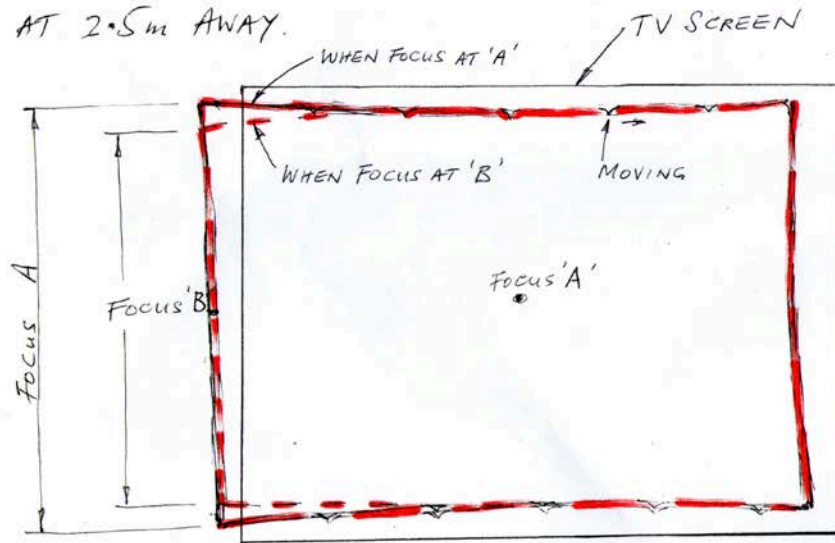 AT 2.5m AWAY.
TV SCREEN
WHEN FOCUS AT 'A'
WHEN FOCUS AT 'B'
MOVING
FOCUS 'A'
FOCUS 'B
FOCUS A